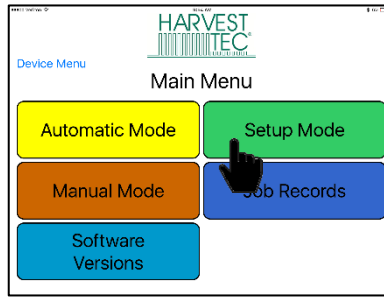 HARVEST
TEC
Device Menu
Main Menu
Automatic Mode
Setup Mode
Manual Mode
Job Records
Software
Versions